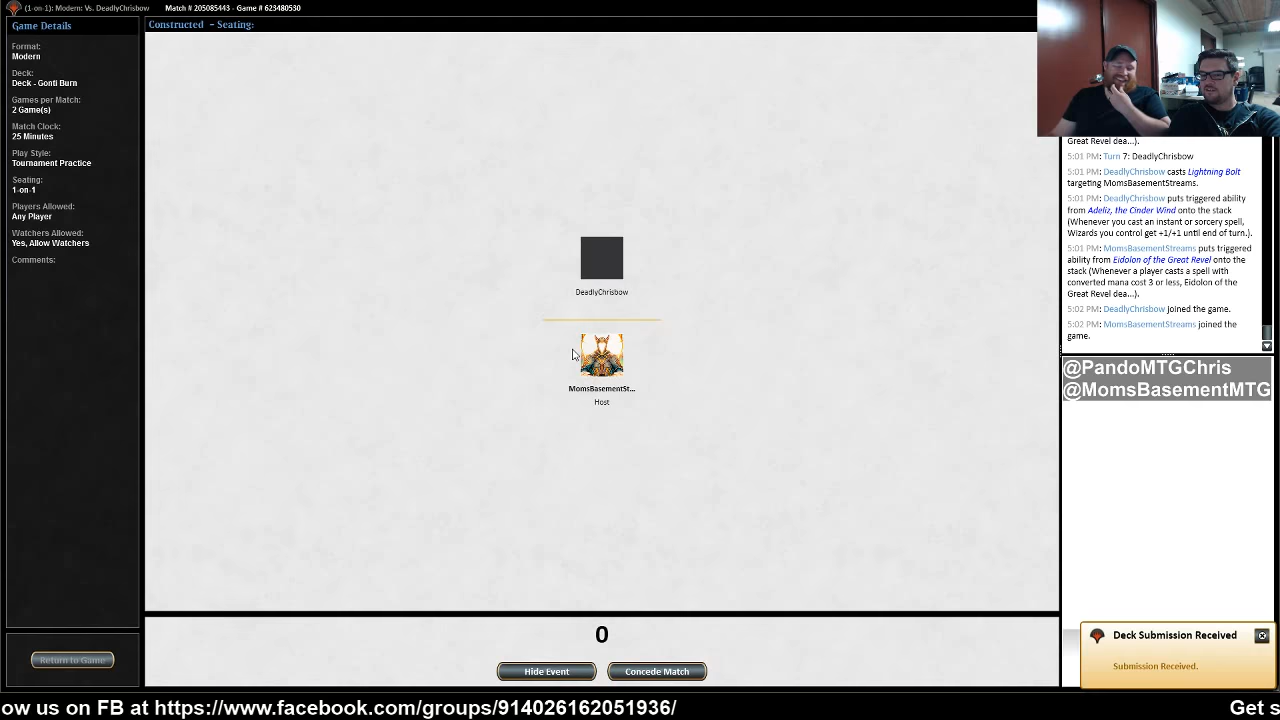 (1-on-1): Modern: Vs. DeadlyChrisbow Match # 205085443 - Game # 623480530
Game Details
Format:
Modern
Deck:
Deck - Gonti Burn
Games per Match:
2 Game(s)
Match Clock:
25 Minutes
Play Style:
Tournament Practice
Seating:
1-on-1
Players Allowed:
Any Player
Watchers Allowed:
Yes, Allow Watchers
Comments:
Return to Game
Constructed - Seating:
DeadlyChrisbow
MomsBasementSt...
Host
0
Hide Event
Concede Match
Great Revel dea...).
5:01 PM: Turn 7: DeadlyChrisbow
5:01 PM: DeadlyChrisbow casts Lightning Bolt
targeting MomsBasementStreams.
5:01 PM: DeadlyChrisbow puts triggered ability
from Adeliz, the Cinder Wind onto the stack
(Whenever you cast an instant or sorcery spell,
Wizards you control get +1/+1 until end of turn.).
5:01 PM: MomsBasementStreams puts triggered
ability from Eidolon of the Great Revel onto the
stack (Whenever a player casts a spell with
converted mana cost 3 or less, Eidolon of the
Great Revel dea...).
5:02 PM: DeadlyChrisbow joined the game.
5:02 PM: MomsBasementStreams joined the
game.
@PandoMTGChris
@MomsBasementMTG
Deck Submission Received
Submission Received.
ow us on FB at https://www.facebook.com/groups/914026162051936/ Get s